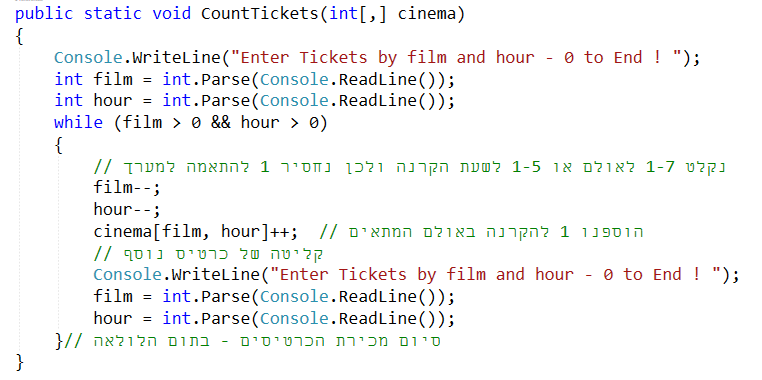 public static void CountTickets(int[,] cinema)
{
Console.WriteLine("Enter Tickets by film and hour - 0 to End ! ");
int film = int.Parse(Console.ReadLine());
int hour = int.Parse(Console.ReadLine());
while (film > 0 && hour > 0)
{
// נקלט 1-7 לאולם או 1-5 לשעת הקרנה ולכן נחסיר 1 להתאמה למערך
film--;
hour--;
cinema[film, hour]++; // הוספנו 1 להקרנה באולם המתאים
// קליטה של כרטיס נוסף
Console.WriteLine("Enter Tickets by film and hour - 0 to End ! ");
film = int.Parse(Console.ReadLine());
hour = int.Parse(Console.ReadLine());
}// סיום מכירת הכרטיסים - בתום הלולאה
}